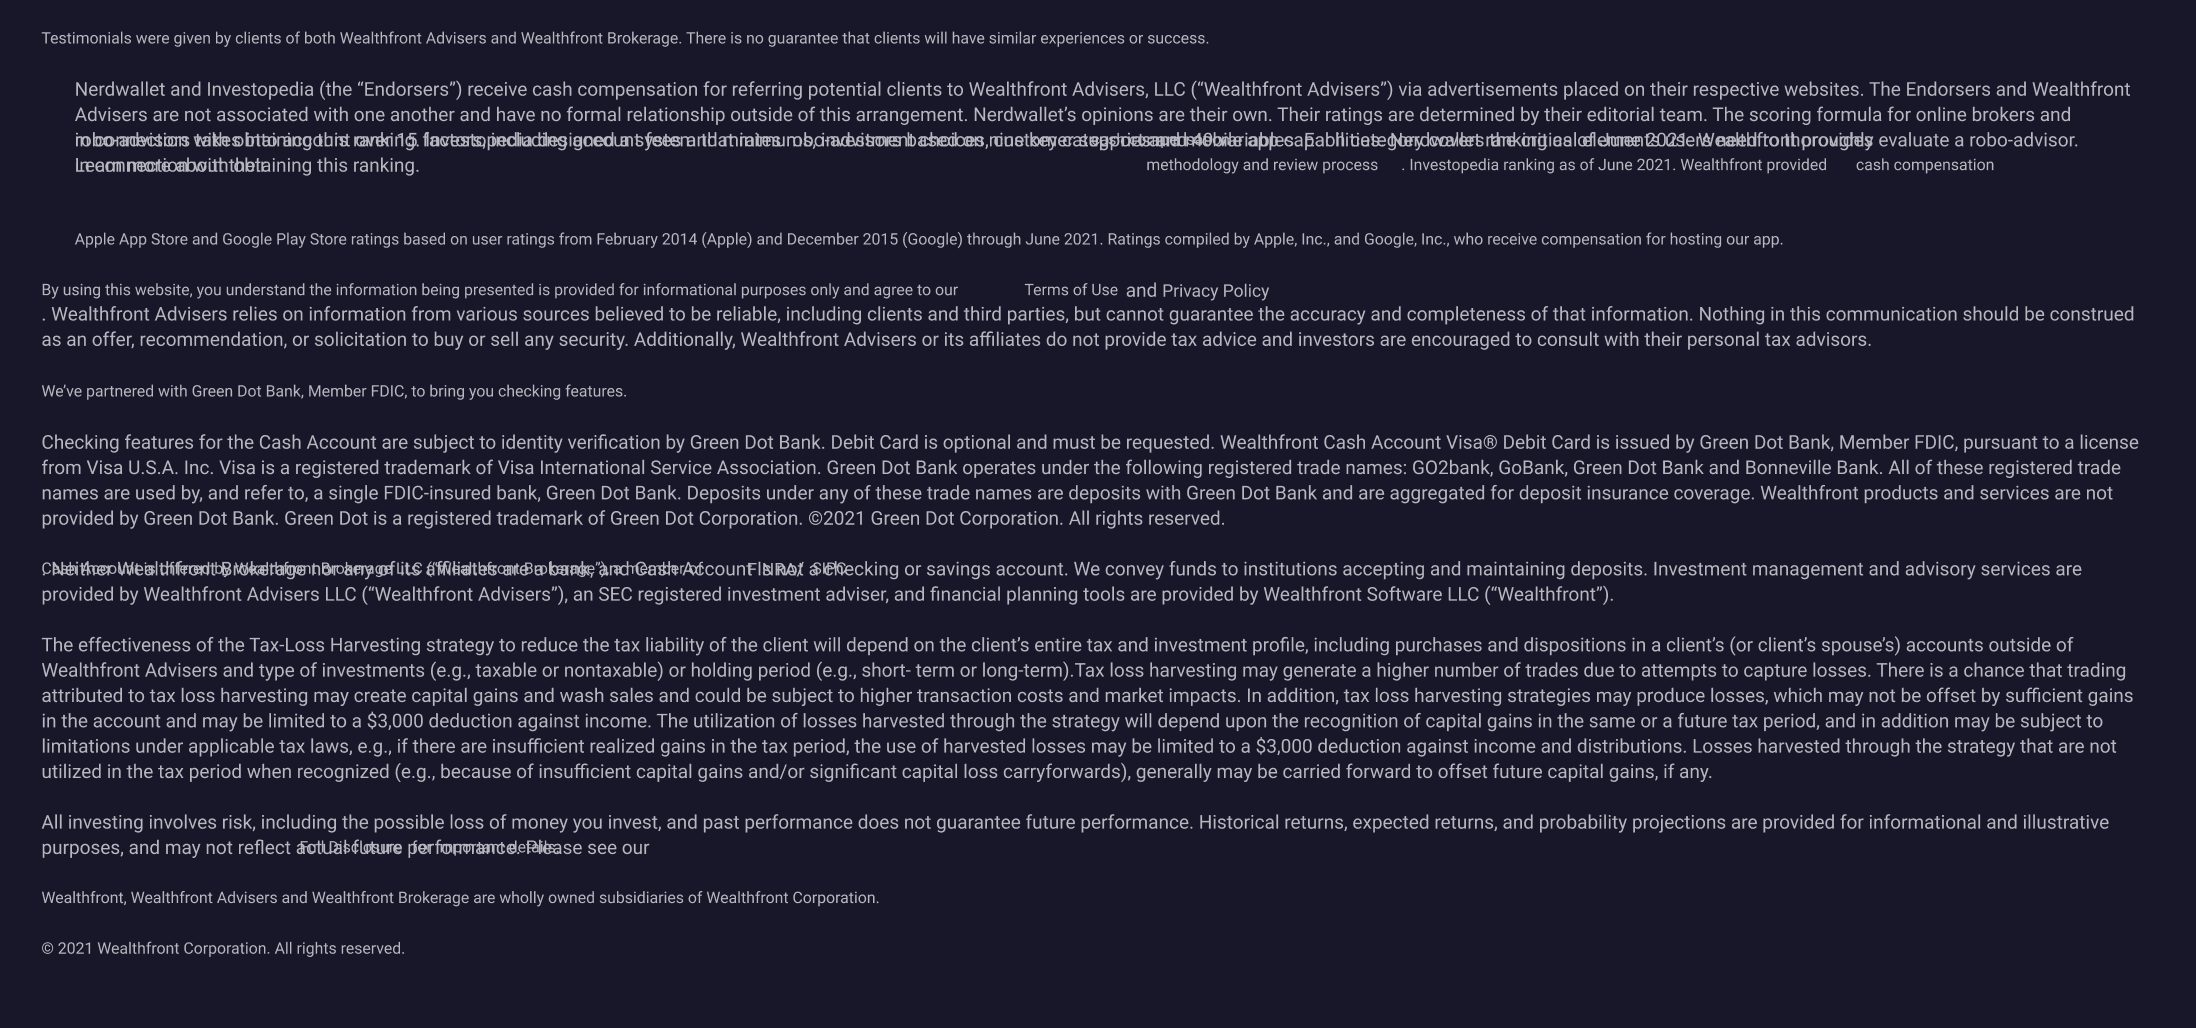 Testimonials were given by clients of both Wealthfront Advisers and Wealthfront Brokerage. There is no guarantee that clients will have similar experiences or success.
Nerdwallet and Investopedia (the “Endorsers”) receive cash compensation for referring potential clients to Wealthfront Advisers, LLC (“Wealthfront Advisers”) via advertisements placed on their respective websites. The Endorsers and Wealthfront
Advisers are not associated with one another and have no formal relationship outside of this arrangement. Nerdwallet’s opinions are their own. Their ratings are determined by their editorial team. The scoring formula for online brokers and
evaluate a robo-advisor.
obtaining this ranking. methodology and review process . Investopedia ranking as of June 2021. Wealthfront provided cash compensation
Apple App Store and Google Play Store ratings based on user ratings from February 2014 (Apple) and December 2015 (Google) through June 2021. Ratings compiled by Apple, Inc., and Google, Inc., who receive compensation for hosting our app.
By using this website, you understand the information being presented is provided for informational purposes only and agree to our Terms of Use and Privacy Policy
. Wealthfront Advisers relies on information from various sources believed to be reliable, including clients and third parties, but cannot guarantee the accuracy and completeness of that information. Nothing in this communication should be construed
as an offer, recommendation, or solicitation to buy or sell any security. Additionally, Wealthfront Advisers or its affiliates do not provide tax advice and investors are encouraged to consult with their personal tax advisors.
We’ve partnered with Green Dot Bank, Member FDIC, to bring you checking features.
Checking features for the Cash Account are subject to identity verification by Green Dot Bank. Debit Card is optional and must be requested. Wealthfront Cash Account Visa® Debit Card is issued by Green Dot Bank, Member FDIC, pursuant to a license
from Visa U.S.A. Inc. Visa is a registered trademark of Visa International Service Association. Green Dot Bank operates under the following registered trade names: GO2bank, GoBank, Green Dot Bank and Bonneville Bank. All of these registered trade
names are used by, and refer to, a single FDIC-insured bank, Green Dot Bank. Deposits under any of these trade names are deposits with Green Dot Bank and are aggregated for deposit insurance coverage. Wealthfront products and services are not
provided by Green Dot Bank. Green Dot is a registered trademark of Green Dot Corporation. ©2021 Green Dot Corporation. All rights reserved.
. Neither Wealthfront Brokerage nor any of its affiliates are a bank, and Cash Account is not a checking or savings account. We convey funds to institutions accepting and maintaining deposits. Investment management and advisory services are
provided by Wealthfront Advisers LLC (“Wealthfront Advisers”), an SEC registered investment adviser, and financial planning tools are provided by Wealthfront Software LLC (“Wealthfront”).
The effectiveness of the Tax-Loss Harvesting strategy to reduce the tax liability of the client will depend on the client’s entire tax and investment profile, including purchases and dispositions in a client’s (or client’s spouse’s) accounts outside of
Wealthfront Advisers and type of investments (e.g., taxable or nontaxable) or holding period (e.g., short- term or long-term).Tax loss harvesting may generate a higher number of trades due to attempts to capture losses. There is a chance that trading
attributed to tax loss harvesting may create capital gains and wash sales and could be subject to higher transaction costs and market impacts. In addition, tax loss harvesting strategies may produce losses, which may not be offset by sufficient gains
in the account and may be limited to a $3,000 deduction against income. The utilization of losses harvested through the strategy will depend upon the recognition of capital gains in the same or a future tax period, and in addition may be subject to
limitations under applicable tax laws, e.g., if there are insufficient realized gains in the tax period, the use of harvested losses may be limited to a $3,000 deduction against income and distributions. Losses harvested through the strategy that are not
utilized in the tax period when recognized (e.g., because of insufficient capital gains and/or significant capital loss carryforwards), generally may be carried forward to offset future capital gains, if any.
All investing involves risk, including the possible loss of money you invest, and past performance does not guarantee future performance. Historical returns, expected returns, and probability projections are provided for informational and illustrative
purposes, and may not reflect actual future performance. Please see our Full Disclosure for important details.
Wealthfront, Wealthfront Advisers and Wealthfront Brokerage are wholly owned subsidiaries of Wealthfront Corporation.
© 2021 Wealthfront Corporation. All rights reserved.